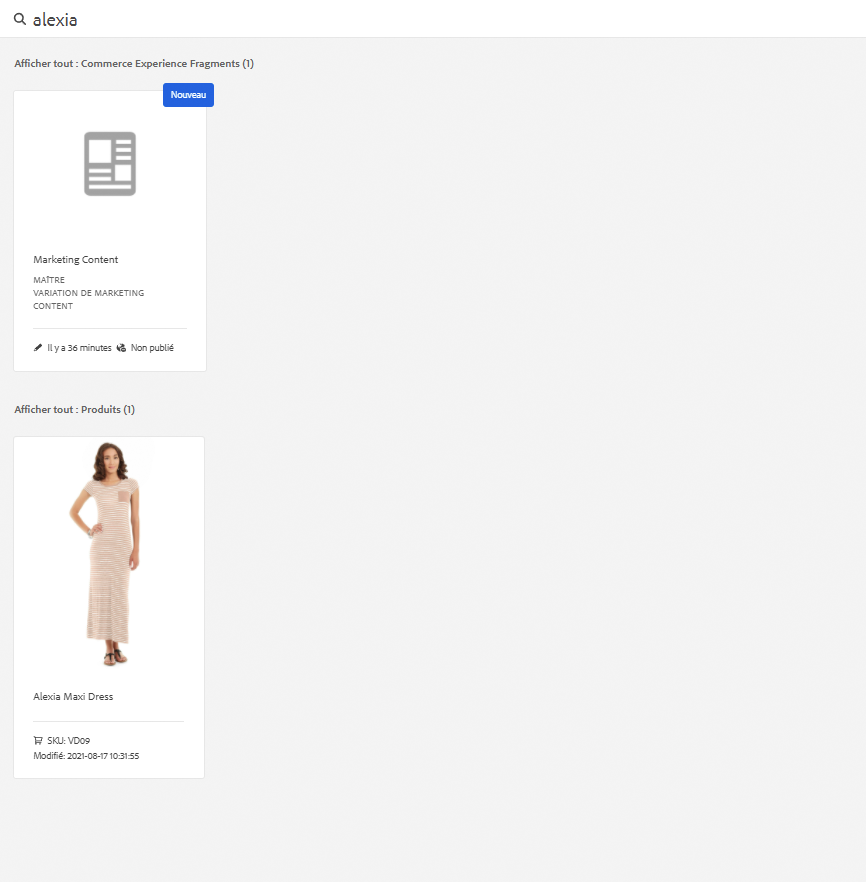 alexia
Afficher tout : Commerce Experience Fragments (1)
Nouveau
Marketing Content
MAÎTRE
VARIATION DE MARKETING
CONTENT
Il y a 36 minutes Non publié
Afficher tout : Produits (1)
Alexia Maxi Dress
SKU: VD09
Modifié: 2021-08-17 10:31:55